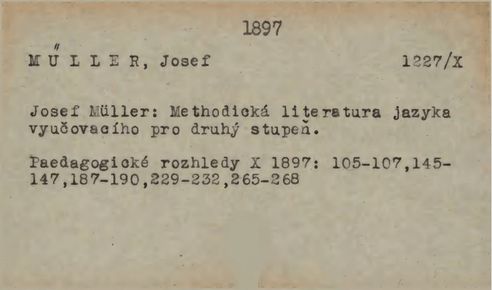 1897
M Ü L L E R, Josef 1227/X
Josef Müller: Methodická literatura jazyka
vyučovacího pro druhý stupeň.
Paedagogické rozhledy X 1897: 105-107,145-
147,187-190,229-232,265-268